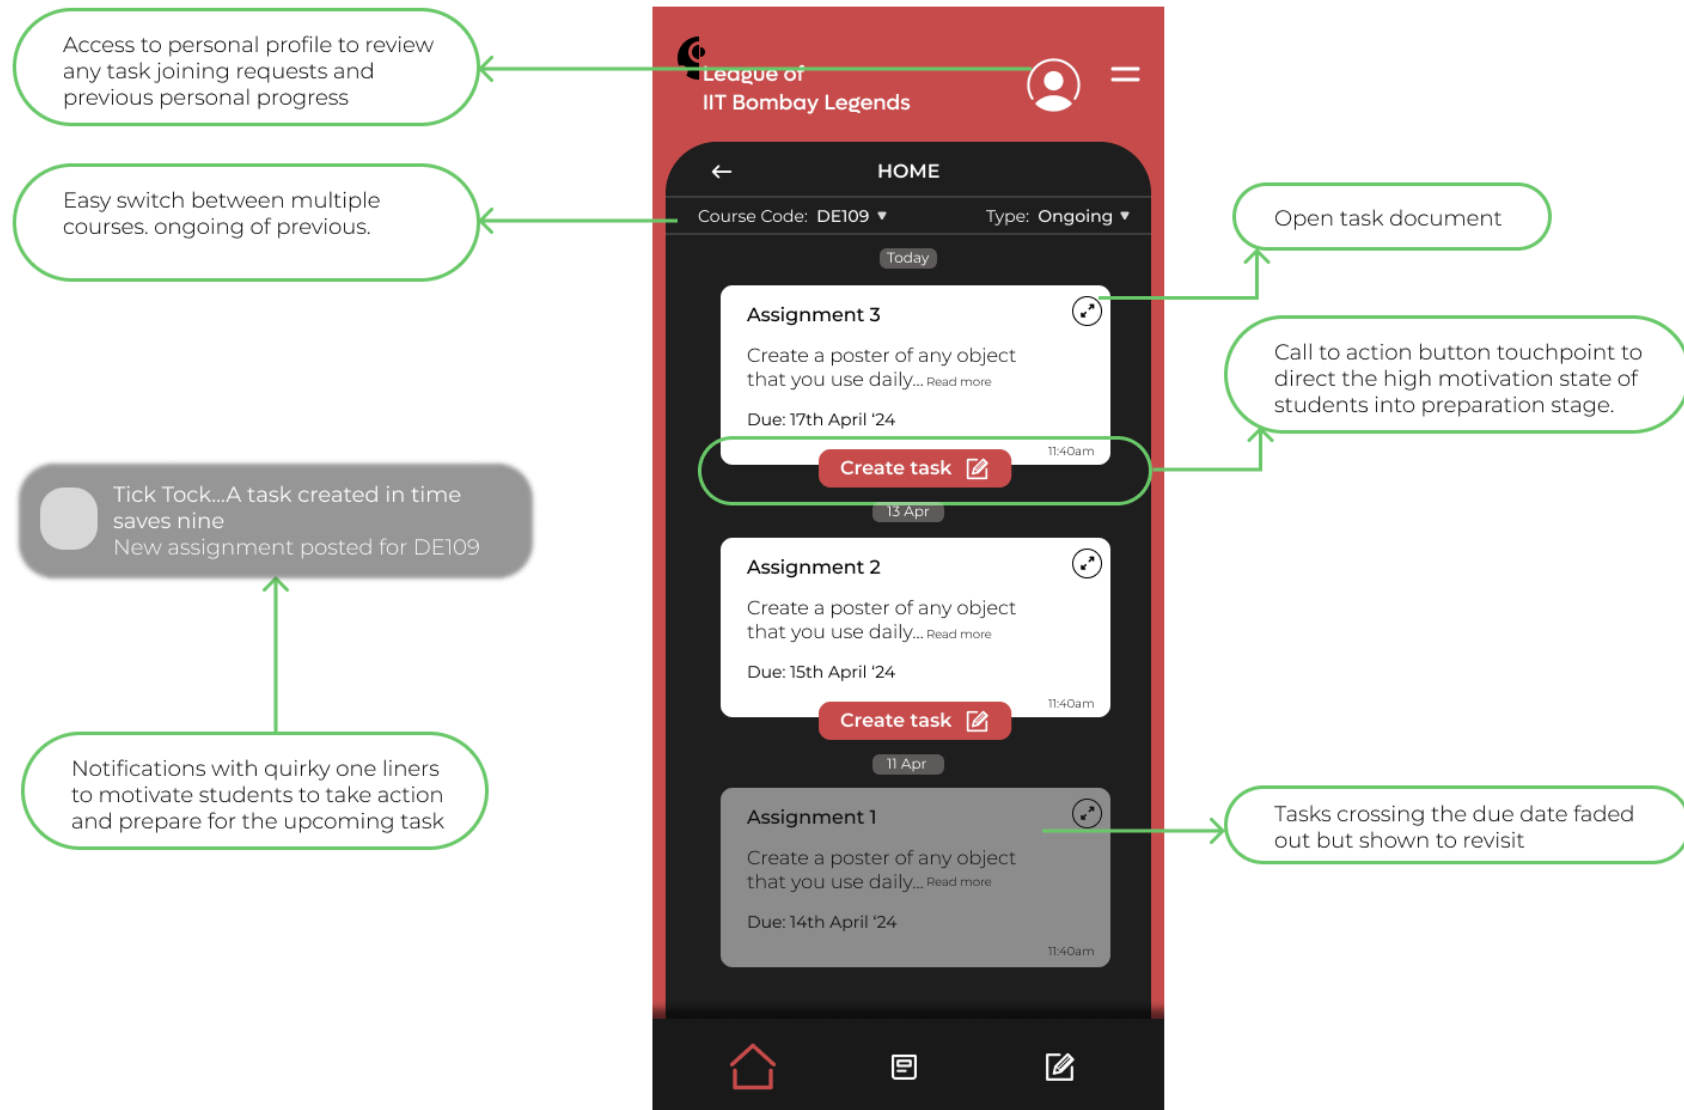 Access to personal profile to review
any task joining requests and
previous personal progress
Easy switch between multiple
courses. ongoing of previous.
Tick Tock...A task created in time
saves nine
New assignment posted for DE109
Notifications with quirky one liners
to motivate students to take action
and prepare for the upcoming task
League of
IIT Bombay Legends
HOME
Course Code: DE109 ▼ Type: Ongoing ▼
Today
Assignment 3
Create a poster of any object
that you use daily... Read more
Due: 17th April ‘24
11:40am
Create task
13 Apr
Assignment 2
Create a poster of any object
that you use daily... Read more
Due: 15th April ‘24
11:40am
Create task
11 Apr
Assignment 1
Create a poster of any object
that you use daily... Read more
Due: 14th April ‘24
11:40am
Open task document
Call to action button touchpoint to
direct the high motivation state of
students into preparation stage.
Tasks crossing the due date faded
out but shown to revisit